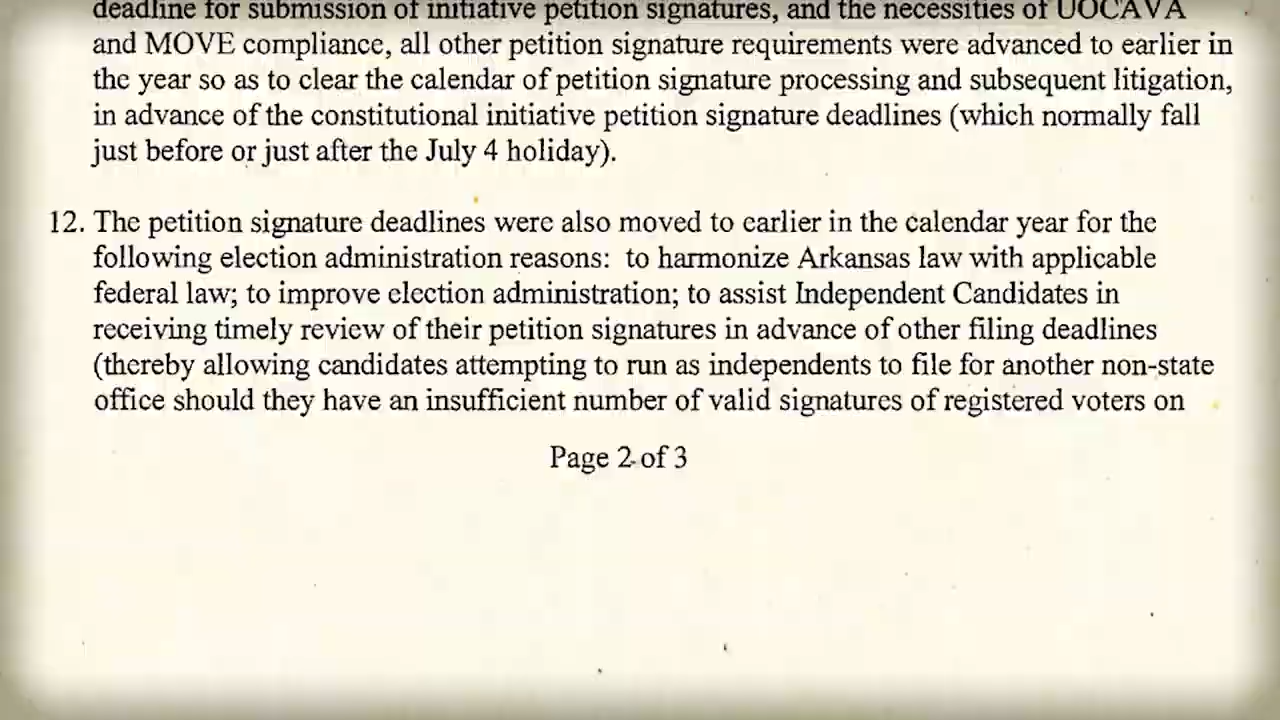 deadline for submission of initiative petition signatures, and the necessities of UOCAVA
and MOVE compliance, all other petition signature requirements were advanced to earlier in
the year so as to clear the calendar of petition signature processing and subsequent litigation,
in advance of the constitutional initiative petition signature deadlines (which normally fall
just before or just after the July 4 holiday).
12. The petition signature deadlines were also moved to earlier in the calendar year for the
following election administration reasons: to harmonize Arkansas law with applicable
federal law; to improve election administration; to assist Independent Candidates in
receiving timely review of their petition signatures in advance of other filing deadlines
(thereby allowing candidates attempting to run as independents to file for another non-state
office should they have an insufficient number of valid signatures of registered voters on
Page 2 of 3